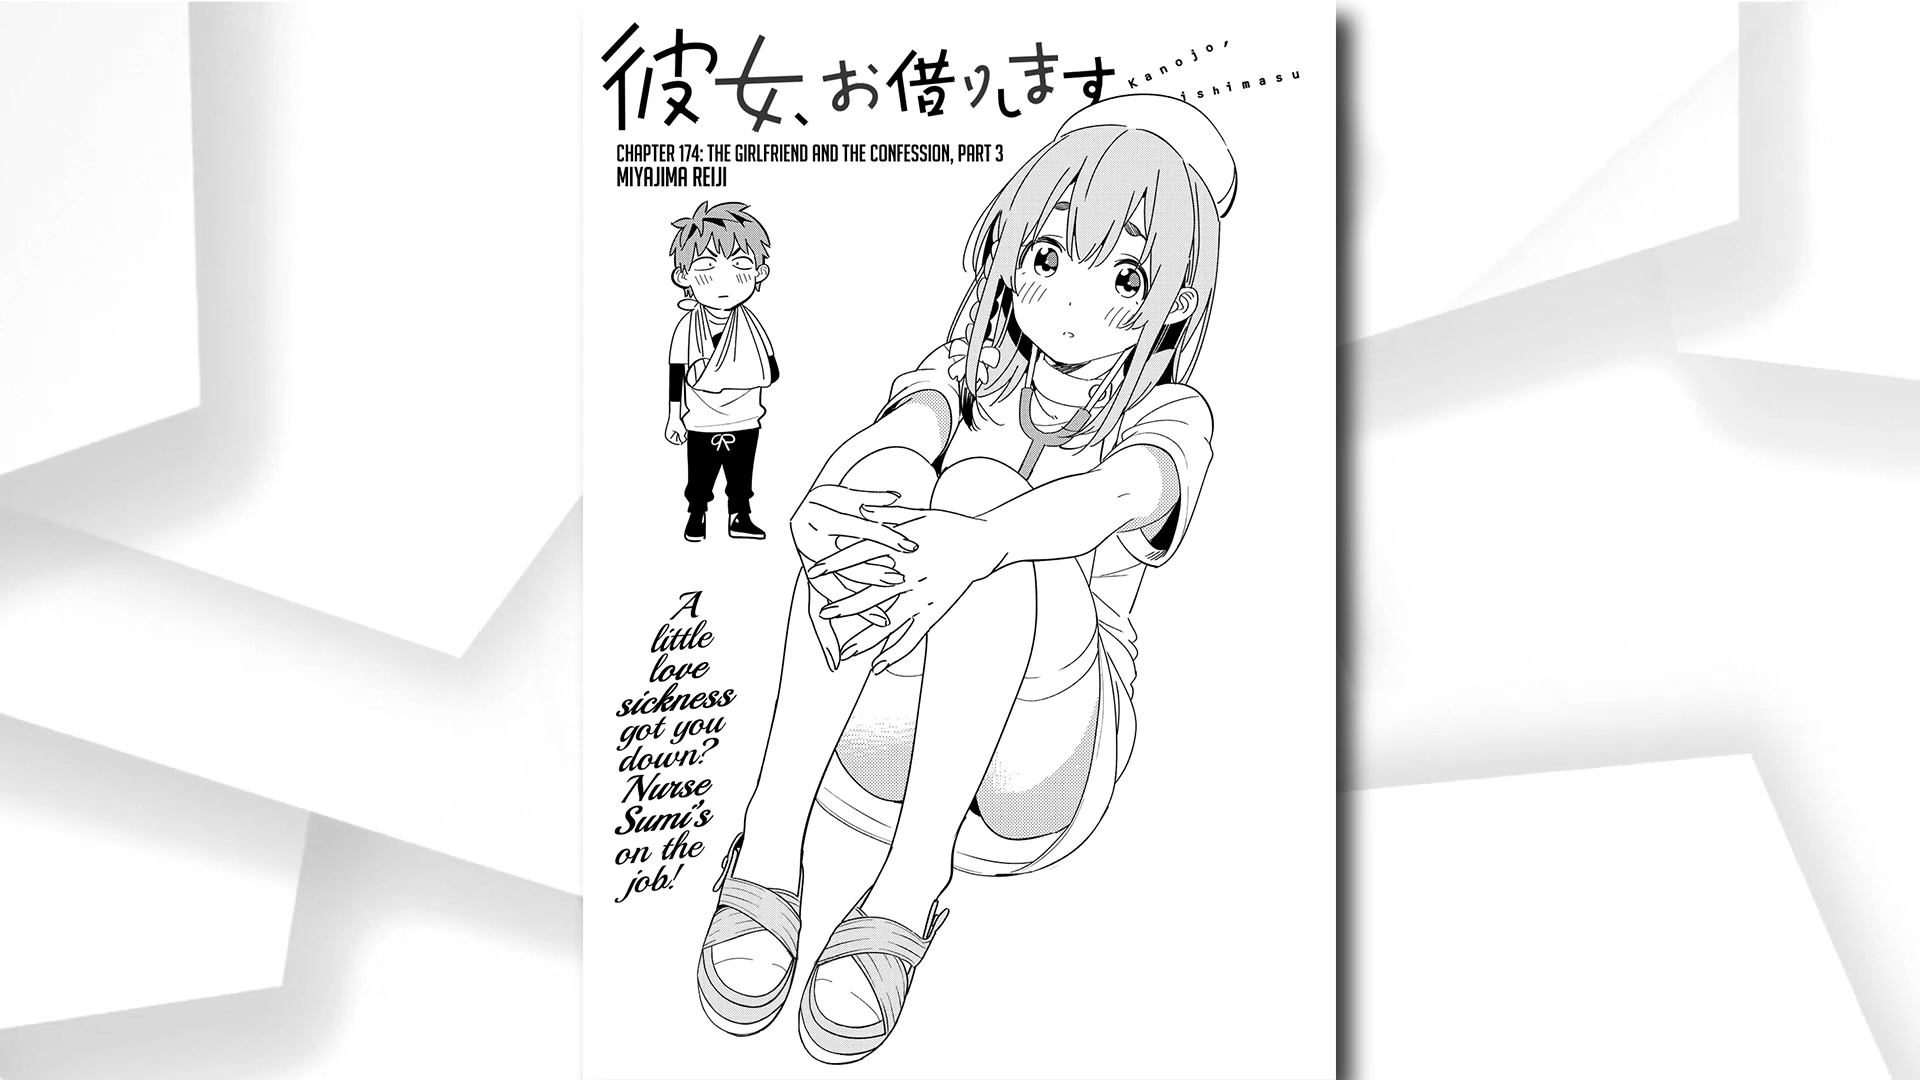 彼女、お借りします
Kanojo,
ishimasu
CHAPTER 174: THE GIRLFRIEND AND THE CONFESSION, PART 3
MIYAJIMA REIJI
A
little
love
sickness
got you
down?
Nurse
Sumi's
on the
job!